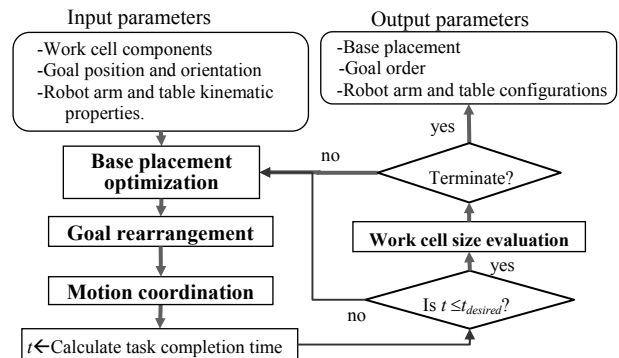 Input parameters
-Work cell components
-Goal position and orientation
-Robot arm and table kinematic
properties.
Base placement
optimization
Goal rearrangement
Motion coordination
t←Calculate task completion time
Output parameters
-Base placement
-Goal order
-Robot arm and table configurations
yes
no
Terminate?
Work cell size evaluation
yes
no
Is t ≤t_desired?